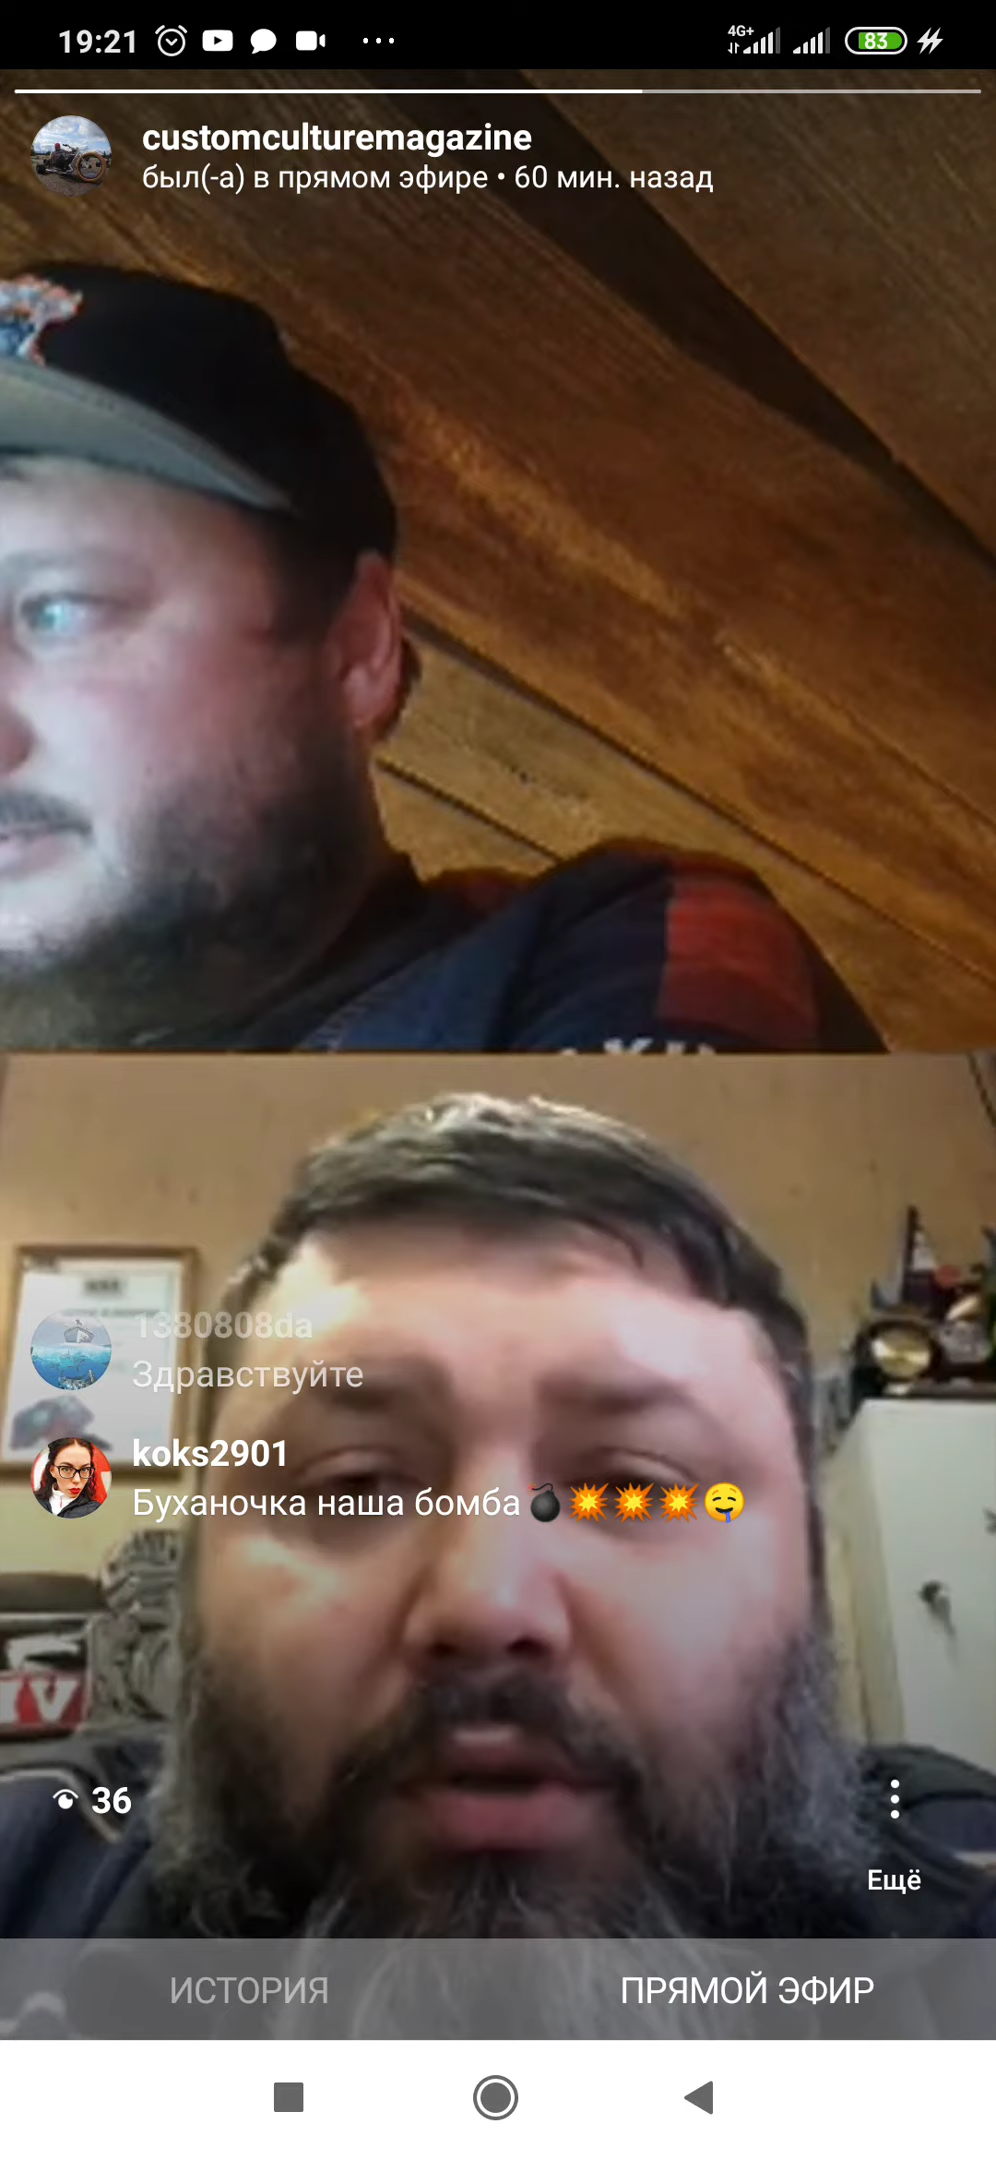 19:21
4G+
83
customculturemagazine
был(-а) в прямом эфире • 60 мин. назад
1380808da
Здравствуйте
koks2901
Буханочка наша бомба💣💥💥💥🤤
36
Ещё
ИСТОРИЯ
ПРЯМОЙ ЭФИР